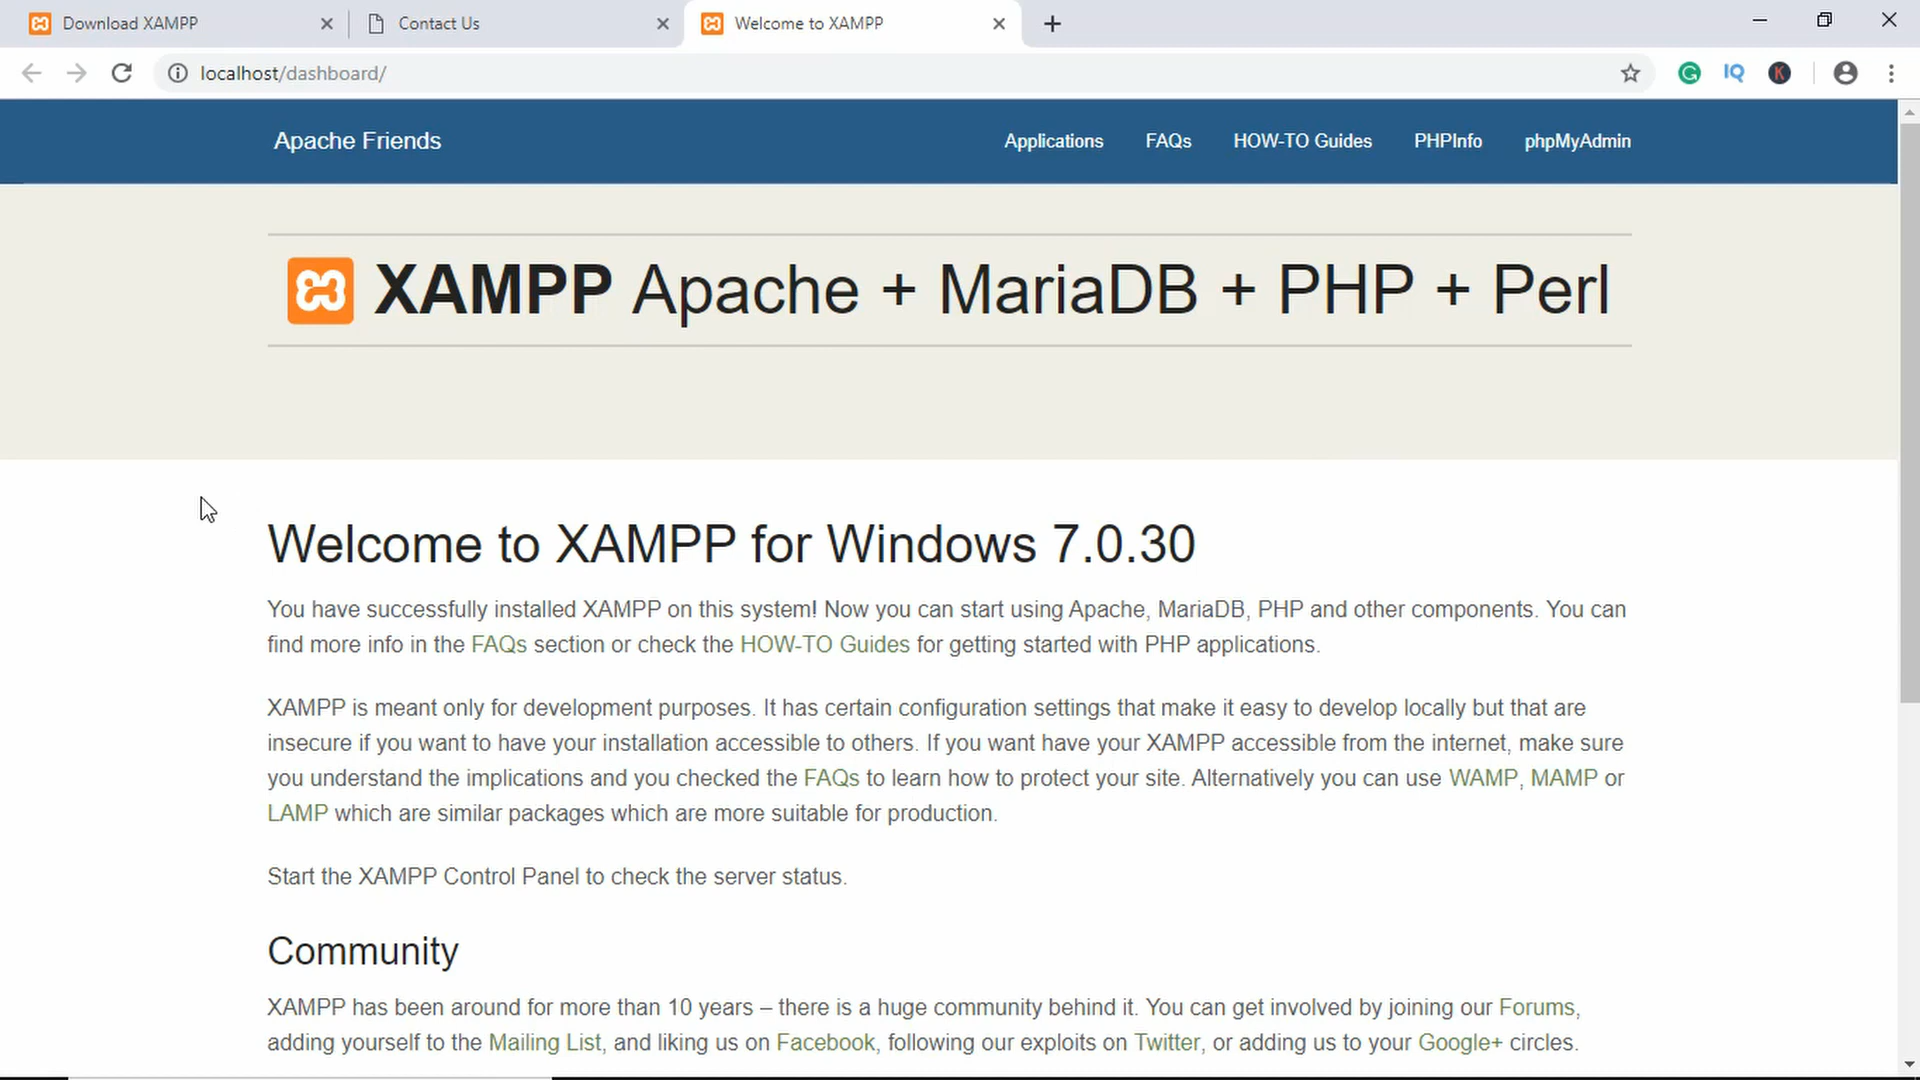 Download XAMPP
Contact Us
Welcome to XAMPP
localhost/dashboard/
IQ
K
Apache Friends
Applications
FAQs
HOW-TO Guides
PHPInfo
phpMyAdmin
XAMPP Apache + MariaDB + PHP + Perl
Welcome to XAMPP for Windows 7.0.30
You have successfully installed XAMPP on this system! Now you can start using Apache, MariaDB, PHP and other components. You can
find more info in the FAQs section or check the HOW-TO Guides for getting started with PHP applications.
XAMPP is meant only for development purposes. It has certain configuration settings that make it easy to develop locally but that are
insecure if you want to have your installation accessible to others. If you want have your XAMPP accessible from the internet, make sure
you understand the implications and you checked the FAQs to learn how to protect your site. Alternatively you can use WAMP, MAMP or
LAMP which are similar packages which are more suitable for production.
Start the XAMPP Control Panel to check the server status.
Community
XAMPP has been around for more than 10 years – there is a huge community behind it. You can get involved by joining our Forums,
adding yourself to the Mailing List, and liking us on Facebook, following our exploits on Twitter, or adding us to your Google+ circles.